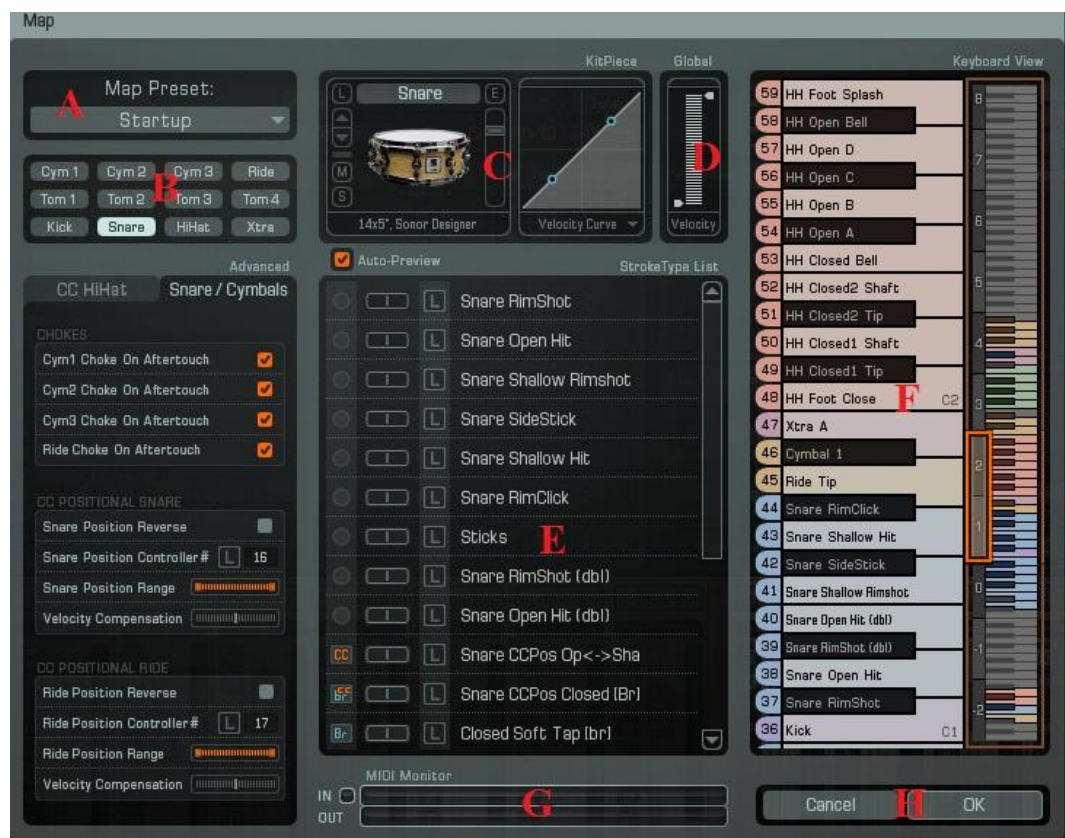 Map
KitPiece
Global
Keyboard View
Map Preset:
A
Startup
B
Cym 1 Cym 2 Cym 3 Ride
Tom 1 Tom 2 Tom 3 Tom 4
Kick Snare HiHat Xtra
L Snare E
M
S
C
14x5", Sonor Designer
Velocity Curve
D
Velocity
Advanced
CC HiHat Snare / Cymbals
CHOKES
Cym1 Choke On Aftertouch
Cym2 Choke On Aftertouch
Cym3 Choke On Aftertouch
Ride Choke On Aftertouch
CC POSITIONAL SNARE
Snare Position Reverse
Snare Position Controller# L 16
Snare Position Range
Velocity Compensation
CC POSITIONAL RIDE
Ride Position Reverse
Ride Position Controller# L 17
Ride Position Range
Velocity Compensation
Auto-Preview
StrokeType List
L Snare RimShot
L Snare Open Hit
L Snare Shallow Rimshot
L Snare SideStick
L Snare Shallow Hit
L Snare RimClick
L Sticks
E
L Snare RimShot (dbl)
L Snare Open Hit (dbl)
CC L Snare CCPos Op<->Sha
Br CC L Snare CCPos Closed (Br)
Br L Closed Soft Tap (br)
MIDI Monitor
IN
OUT
G
59 HH Foot Splash
58 HH Open Bell
57 HH Open D
56 HH Open C
55 HH Open B
54 HH Open A
53 HH Closed Bell
52 HH Closed2 Shaft
51 HH Closed2 Tip
50 HH Closed1 Shaft
49 HH Closed1 Tip
48 HH Foot Close F C2
47 Xtra A
46 Cymbal 1
45 Ride Tip
44 Snare RimClick
43 Snare Shallow Hit
42 Snare SideStick
41 Snare Shallow Rimshot
40 Snare Open Hit (dbl)
39 Snare RimShot (dbl)
38 Snare Open Hit
37 Snare RimShot
36 Kick C1
8
7
6
5
4
3
2
1
0
-1
-2
Cancel H OK